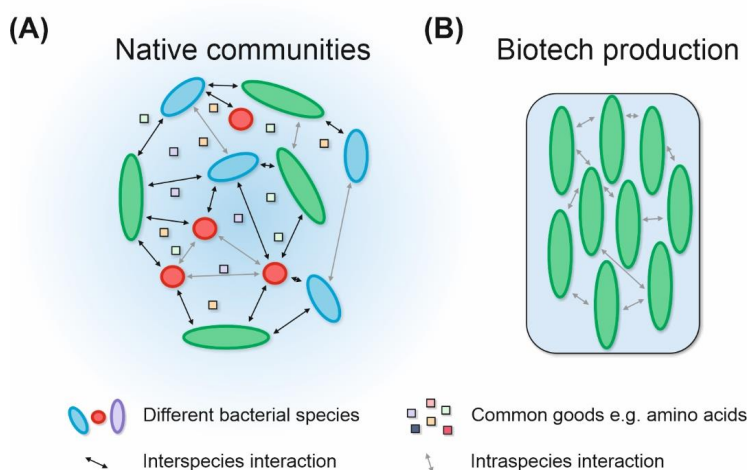 (A)
Native communities
(B)
Biotech production
Different bacterial species
Common goods e.g. amino acids
Interspecies interaction
Intraspecies interaction